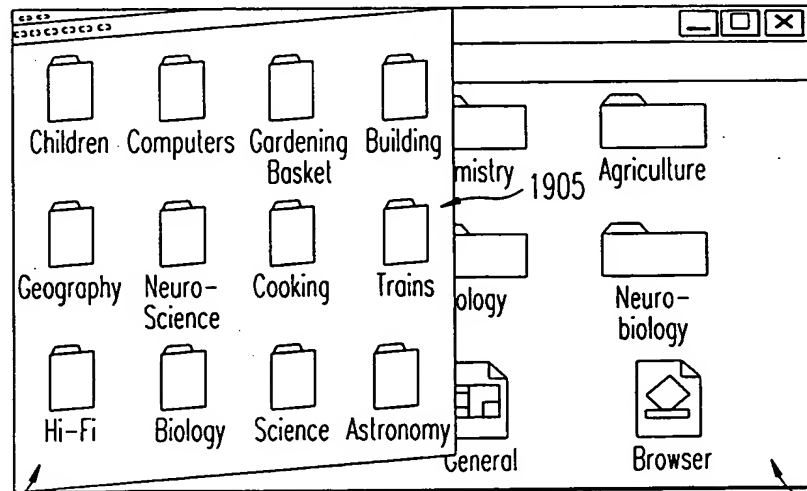 Children Computers Gardening Basket Building
mistry Agriculture
1905
Geography Neuro-Science Cooking Trains
ology Neuro-biology
Hi-Fi Biology Science Astronomy
General Browser